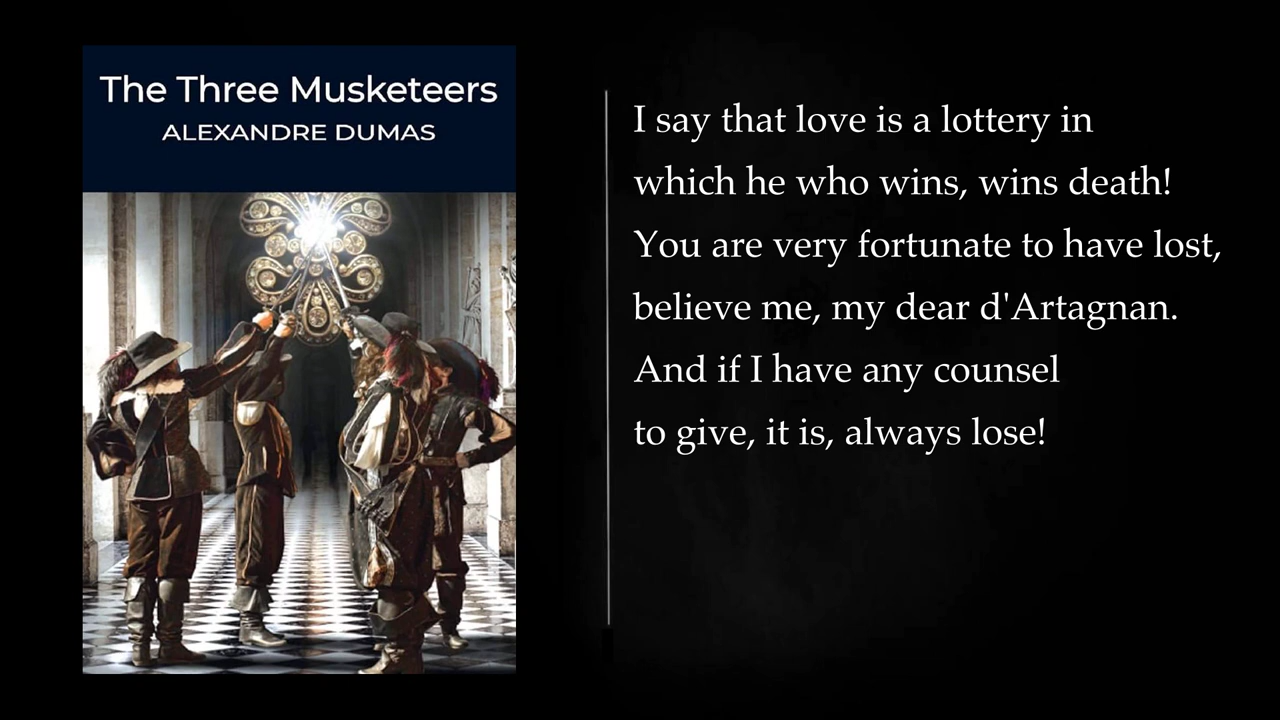 The Three Musketeers
ALEXANDRE DUMAS
I say that love is a lottery in
which he who wins, wins death!
You are very fortunate to have lost,
believe me, my dear d'Artagnan.
And if I have any counsel
to give, it is, always lose!